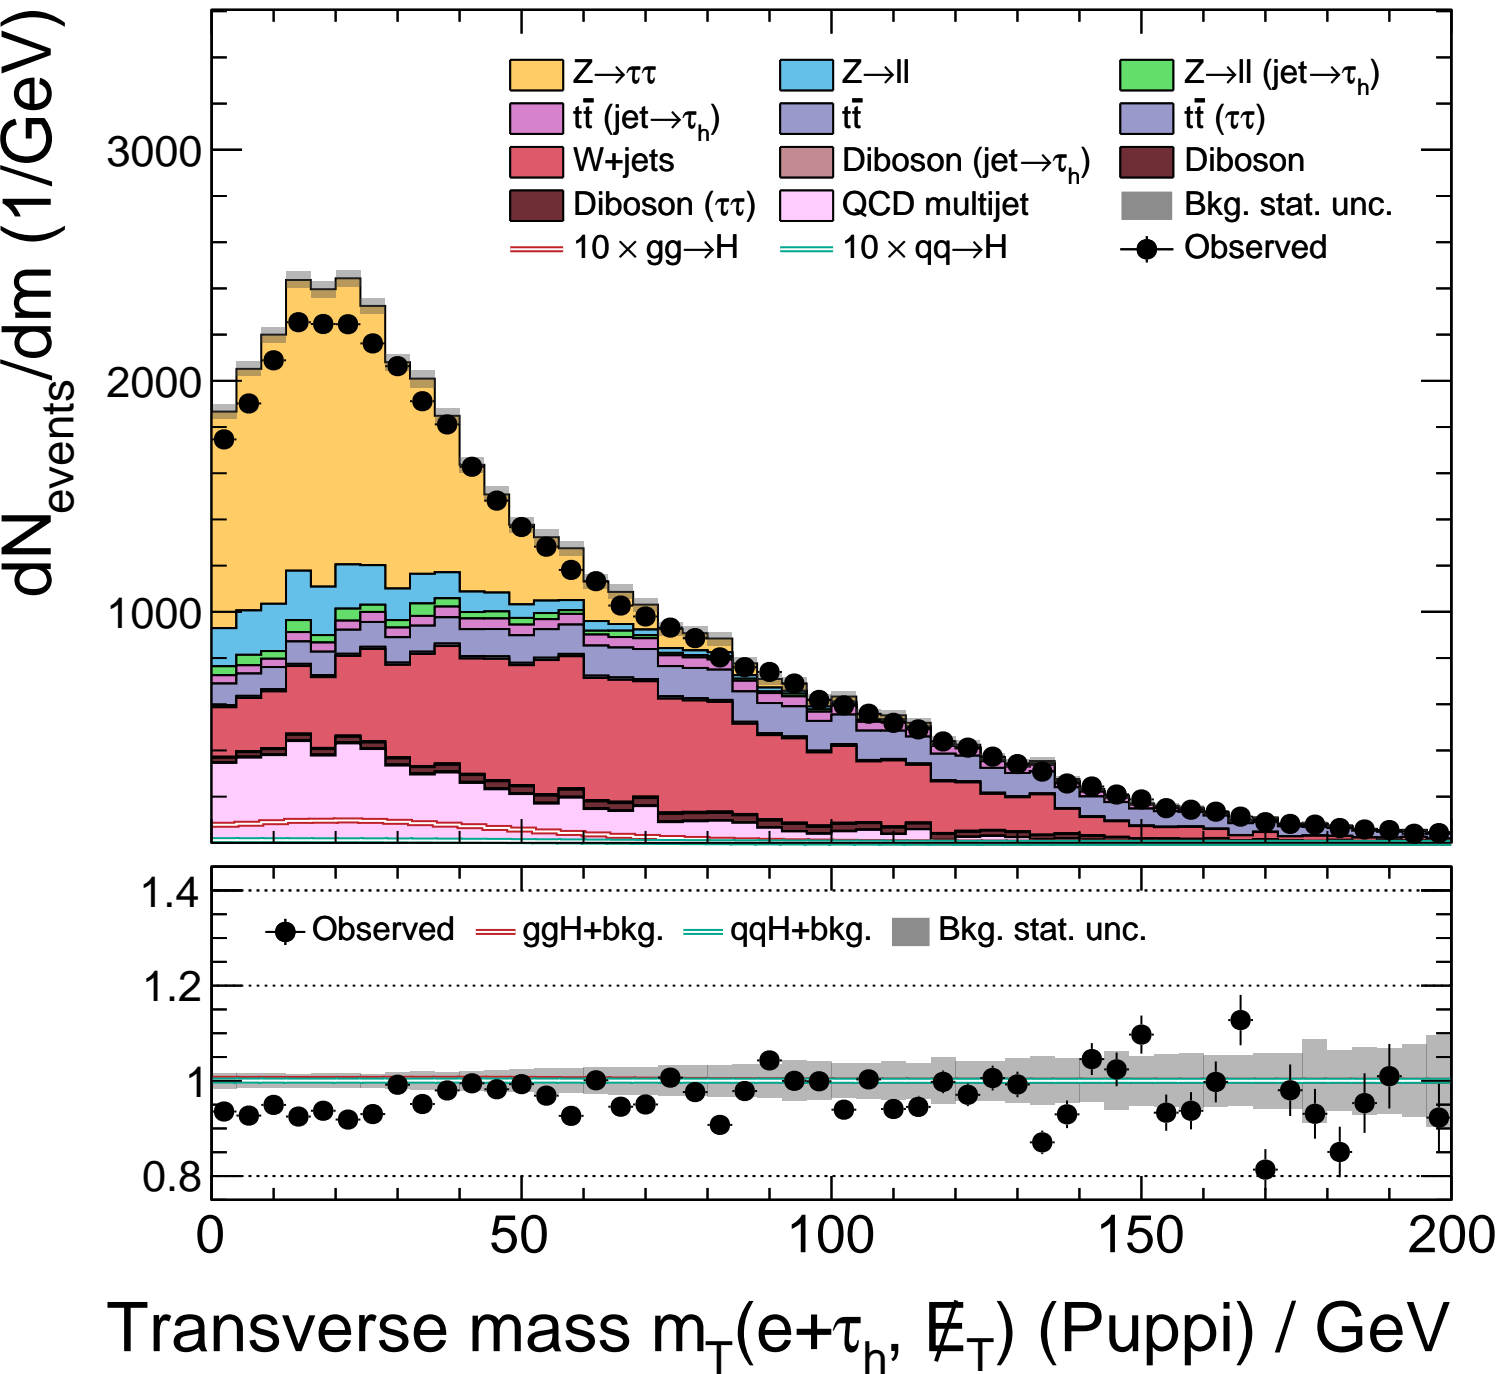 dN_events/dm (1/GeV)
3000
2000
1000
Z→ττ Z→ll Z→ll (jet→τ_h)
tt̄ (jet→τ_h) tt̄ tt̄ (ττ)
W+jets Diboson (jet→τ_h) Diboson
Diboson (ττ) QCD multijet Bkg. stat. unc.
10 × gg→H 10 × qq→H Observed
1.4
1.2
1
0.8
Observed ggH+bkg. qqH+bkg. Bkg. stat. unc.
0 50 100 150 200
Transverse mass m_T(e+τ_h, E̸_T) (Puppi) / GeV